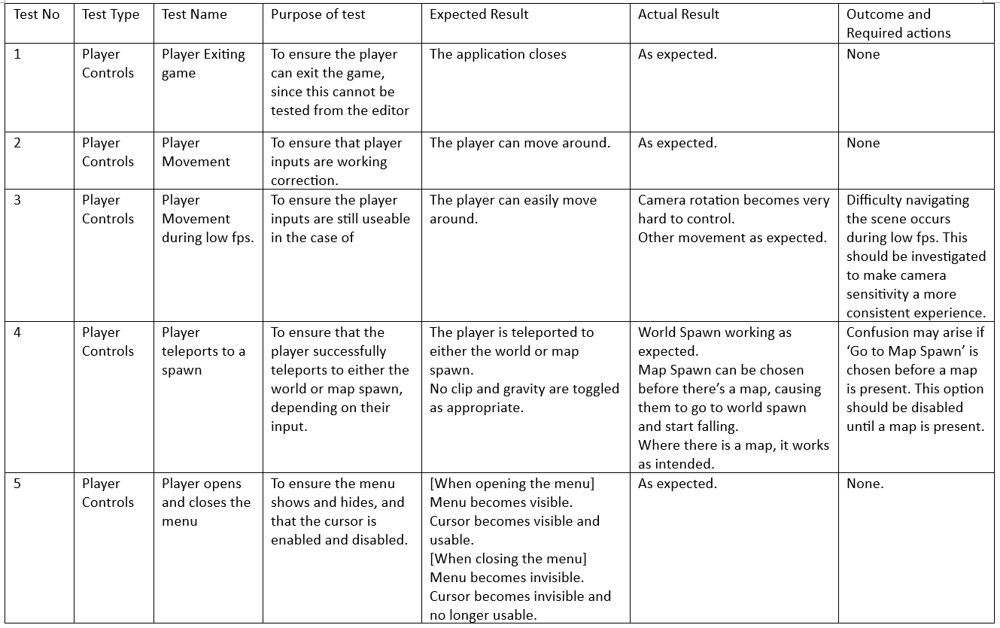 Test No
Test Type
Test Name
Purpose of test
Expected Result
Actual Result
Outcome and
Required actions
1
Player
Controls
Player Exiting
game
To ensure the player
can exit the game,
since this cannot be
tested from the editor
The application closes
As expected.
None
2
Player
Controls
Player
Movement
To ensure that player
inputs are working
correction.
The player can move around.
As expected.
None
3
Player
Controls
Player
Movement
during low fps.
To ensure the player
inputs are still useable
in the case of
The player can easily move
around.
Camera rotation becomes very
hard to control.
Other movement as expected.
Difficulty navigating
the scene occurs
during low fps. This
should be investigated
to make camera
sensitivity a more
consistent experience.
4
Player
Controls
Player
teleports to a
spawn
To ensure that the
player successfully
teleports to either the
world or map spawn,
depending on their
input.
The player is teleported to
either the world or map
spawn.
No clip and gravity are toggled
as appropriate.
World Spawn working as
expected.
Map Spawn can be chosen
before there’s a map, causing
them to go to world spawn
and start falling.
Where there is a map, it works
as intended.
Confusion may arise if
‘Go to Map Spawn’ is
chosen before a map
is present. This option
should be disabled
until a map is present.
5
Player
Controls
Player opens
and closes the
menu
To ensure the menu
shows and hides, and
that the cursor is
enabled and disabled.
[When opening the menu]
Menu becomes visible.
Cursor becomes visible and
usable.
[When closing the menu]
Menu becomes invisible.
Cursor becomes invisible and
no longer usable.
As expected.
None.